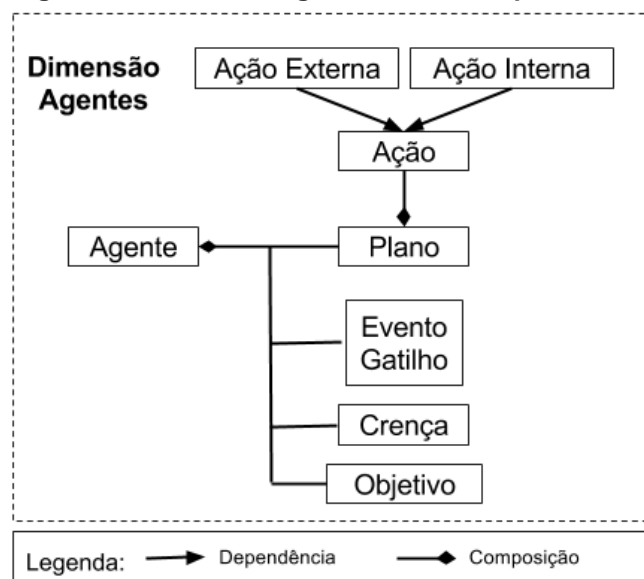 Dimensão
Agentes
Ação Externa
Ação Interna
Ação
Agente
Plano
Evento
Gatilho
Crença
Objetivo
Legenda:
Dependência
Composição